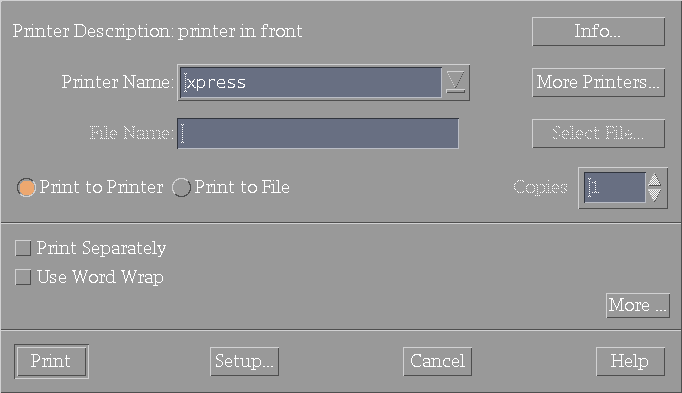 Printer Description: printer in front Info...
Printer Name: xpress More Printers...
File Name: Select File...
Print to Printer Print to File Copies 1
Print Separately
Use Word Wrap
More ...
Print Setup... Cancel Help